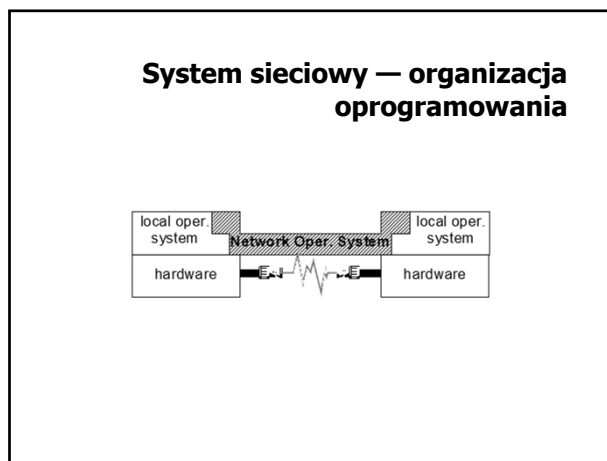 System sieciowy — organizacja
oprogramowania
local oper.
system
Network Oper. System
local oper.
system
hardware
hardware